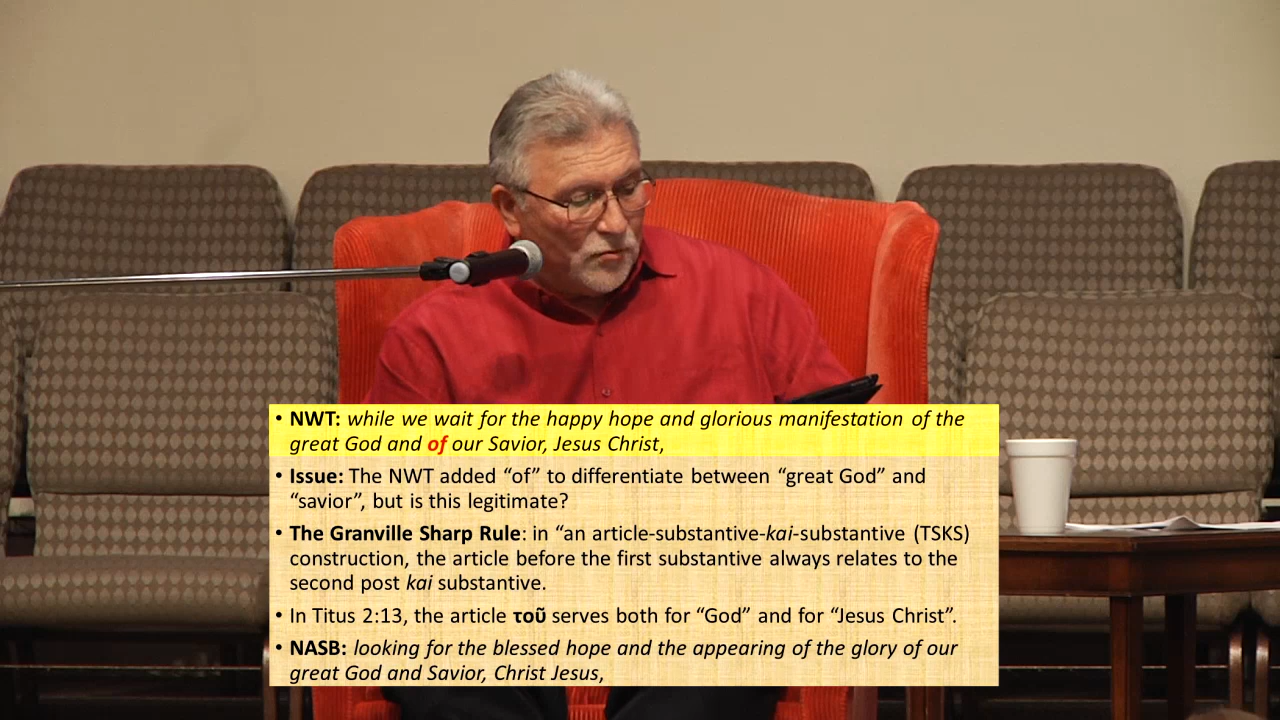 • NWT: while we wait for the happy hope and glorious manifestation of the
great God and of our Savior, Jesus Christ,
• Issue: The NWT added “of” to differentiate between “great God” and
“savior”, but is this legitimate?
• The Granville Sharp Rule: in “an article-substantive-kai-substantive (TSKS)
construction, the article before the first substantive always relates to the
second post kai substantive.
• In Titus 2:13, the article τοῦ serves both for “God” and for “Jesus Christ”.
• NASB: looking for the blessed hope and the appearing of the glory of our
great God and Savior, Christ Jesus,